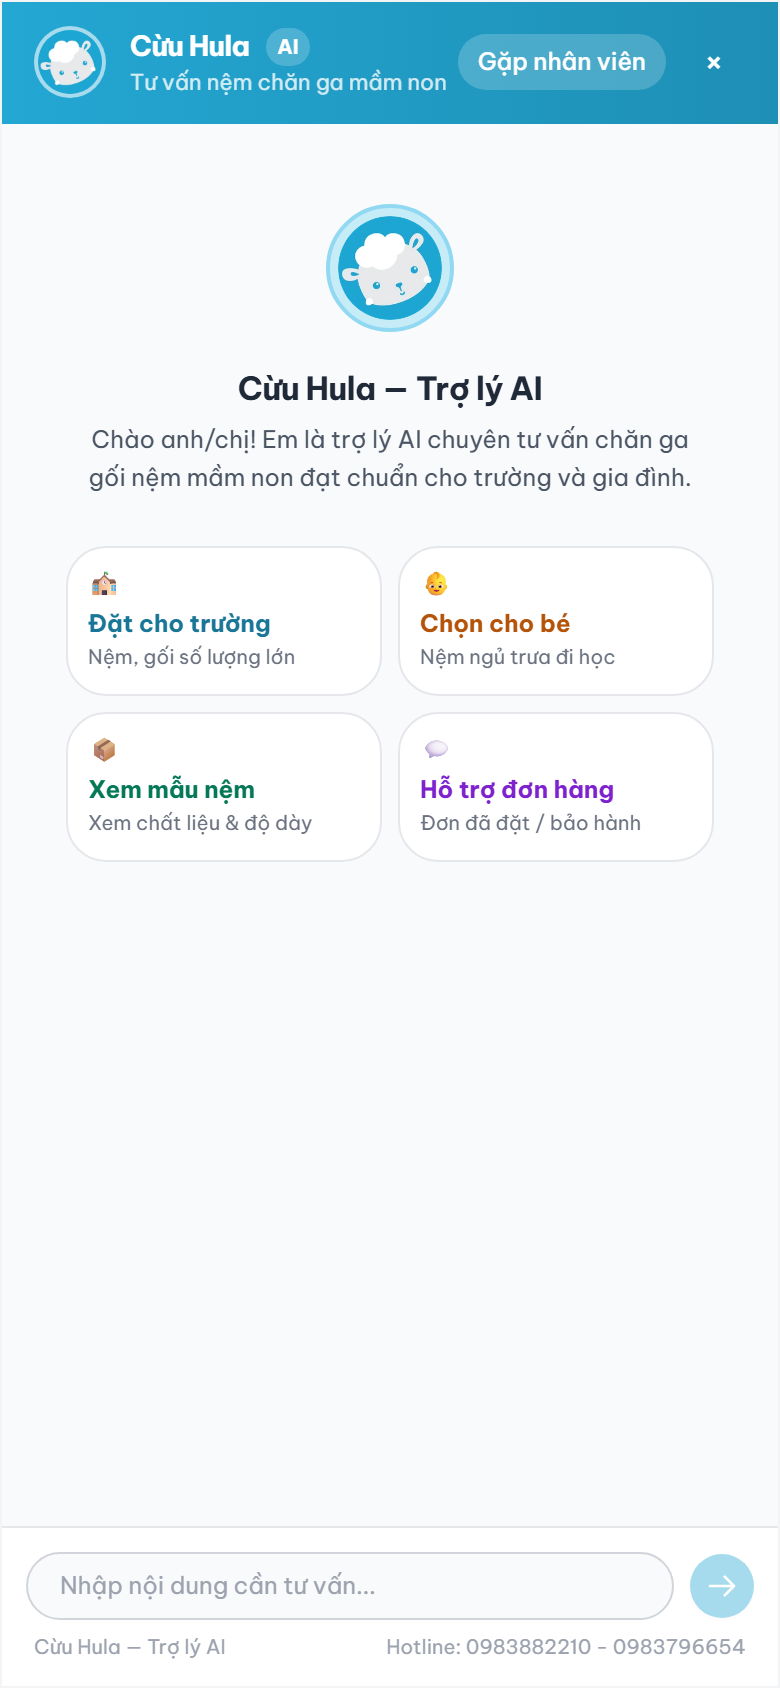 Cừu Hula AI
Tư vấn nệm chăn ga mầm non
Gặp nhân viên
×
Cừu Hula — Trợ lý AI
Chào anh/chị! Em là trợ lý AI chuyên tư vấn chăn ga
gối nệm mầm non đạt chuẩn cho trường và gia đình.
Đặt cho trường
Nệm, gối số lượng lớn
Chọn cho bé
Nệm ngủ trưa đi học
Xem mẫu nệm
Xem chất liệu & độ dày
Hỗ trợ đơn hàng
Đơn đã đặt / bảo hành
Nhập nội dung cần tư vấn...
Cừu Hula — Trợ lý AI
Hotline: 0983882210 - 0983796654